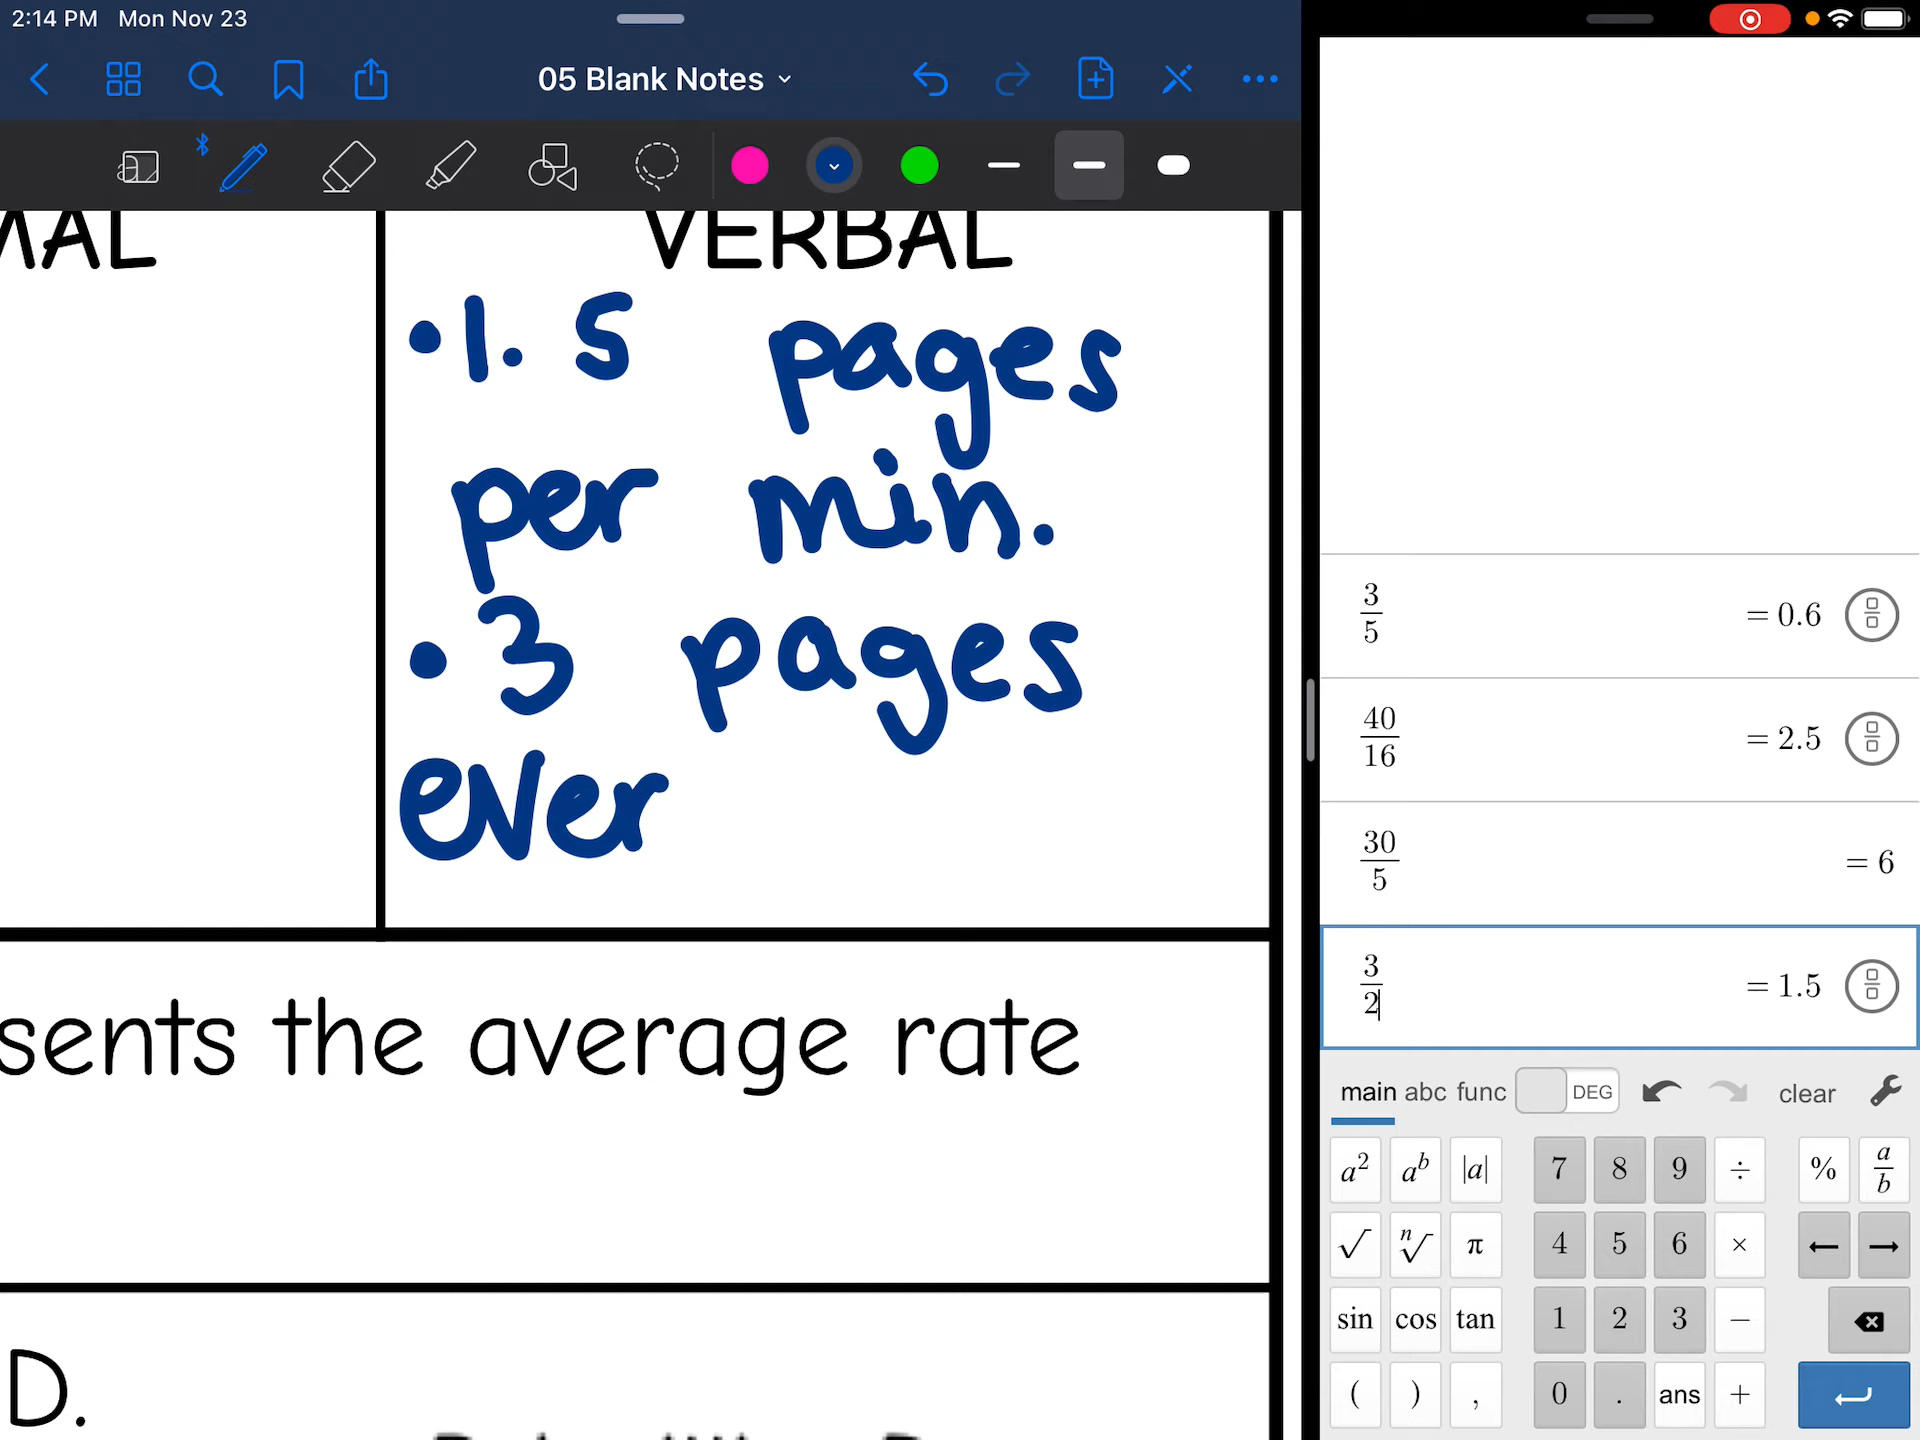 2:14 PM Mon Nov 23
05 Blank Notes
MAL
VERBAL
•1.5 pages
per min.
•3 pages
ever
sents the average rate
D.
3/5 = 0.6
40/16 = 2.5
30/5 = 6
3/2 = 1.5
main abc func DEG clear
a² aᵇ |a| 7 8 9 ÷ % a/b
√ ⁿ√ π 4 5 6 × ← →
sin cos tan 1 2 3 −
( ) , 0 . ans +